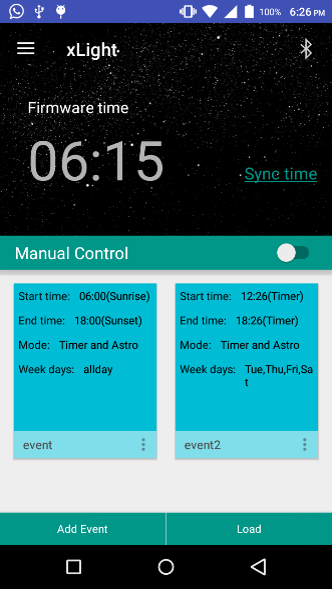 100% 6:26 PM
xLight
Firmware time
06:15
Sync time
Manual Control
Start time: 06:00(Sunrise)
End time: 18:00(Sunset)
Mode: Timer and Astro
Week days: allday
event
Start time: 12:26(Timer)
End time: 18:26(Timer)
Mode: Timer and Astro
Week days: Tue,Thu,Fri,Sa
t
event2
Add Event
Load